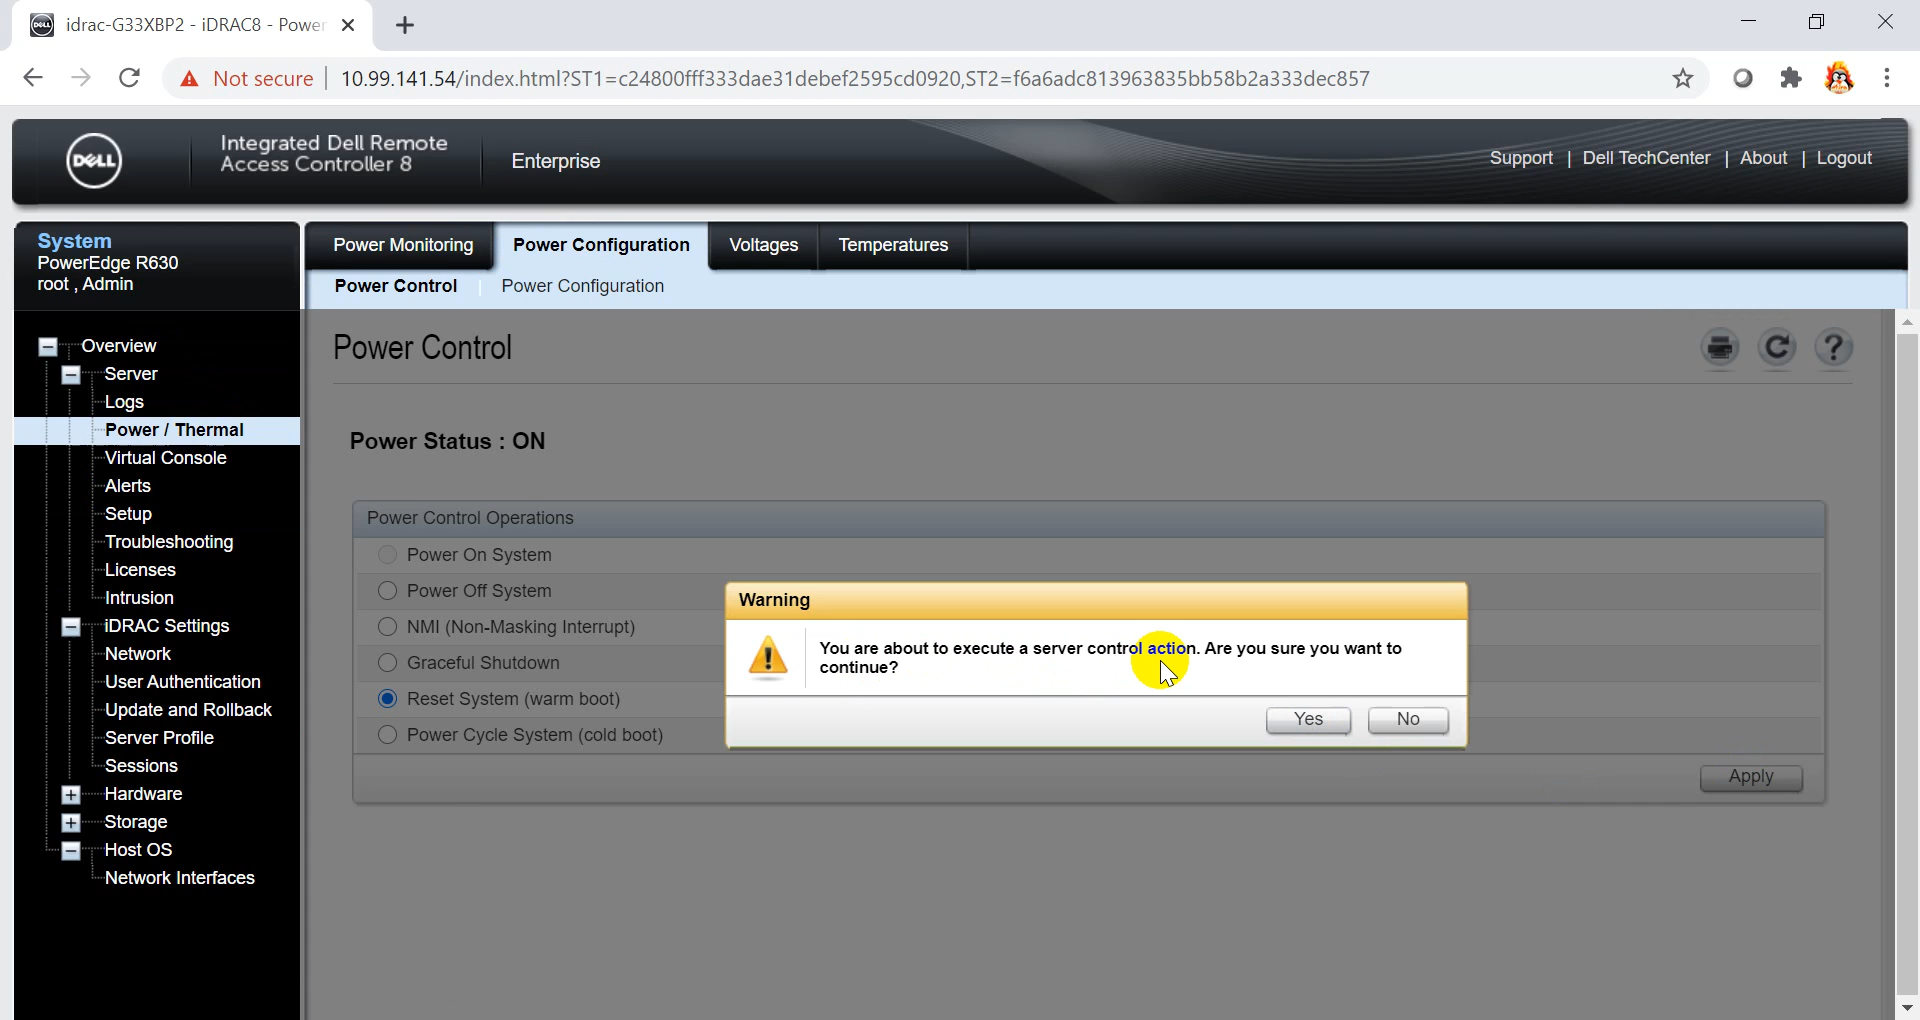 idrac-G33XBP2 - iDRAC8 - Power
Not secure
10.99.141.54/index.html?ST1=c24800fff333dae31debef2595cd0920,ST2=f6a6adc813963835bb58b2a333dec857
DELL
Integrated Dell Remote
Access Controller 8
Enterprise
Support | Dell TechCenter | About | Logout
System
PowerEdge R630
root , Admin
Power Monitoring
Power Configuration
Voltages
Temperatures
Power Control
Power Configuration
Overview
Server
Logs
Power / Thermal
Virtual Console
Alerts
Setup
Troubleshooting
Licenses
Intrusion
iDRAC Settings
Network
User Authentication
Update and Rollback
Server Profile
Sessions
Hardware
Storage
Host OS
Network Interfaces
Power Control
Power Status : ON
Power Control Operations
Power On System
Power Off System
NMI (Non-Masking Interrupt)
Graceful Shutdown
Reset System (warm boot)
Power Cycle System (cold boot)
Apply
Warning
You are about to execute a server control action. Are you sure you want to
continue?
Yes
No